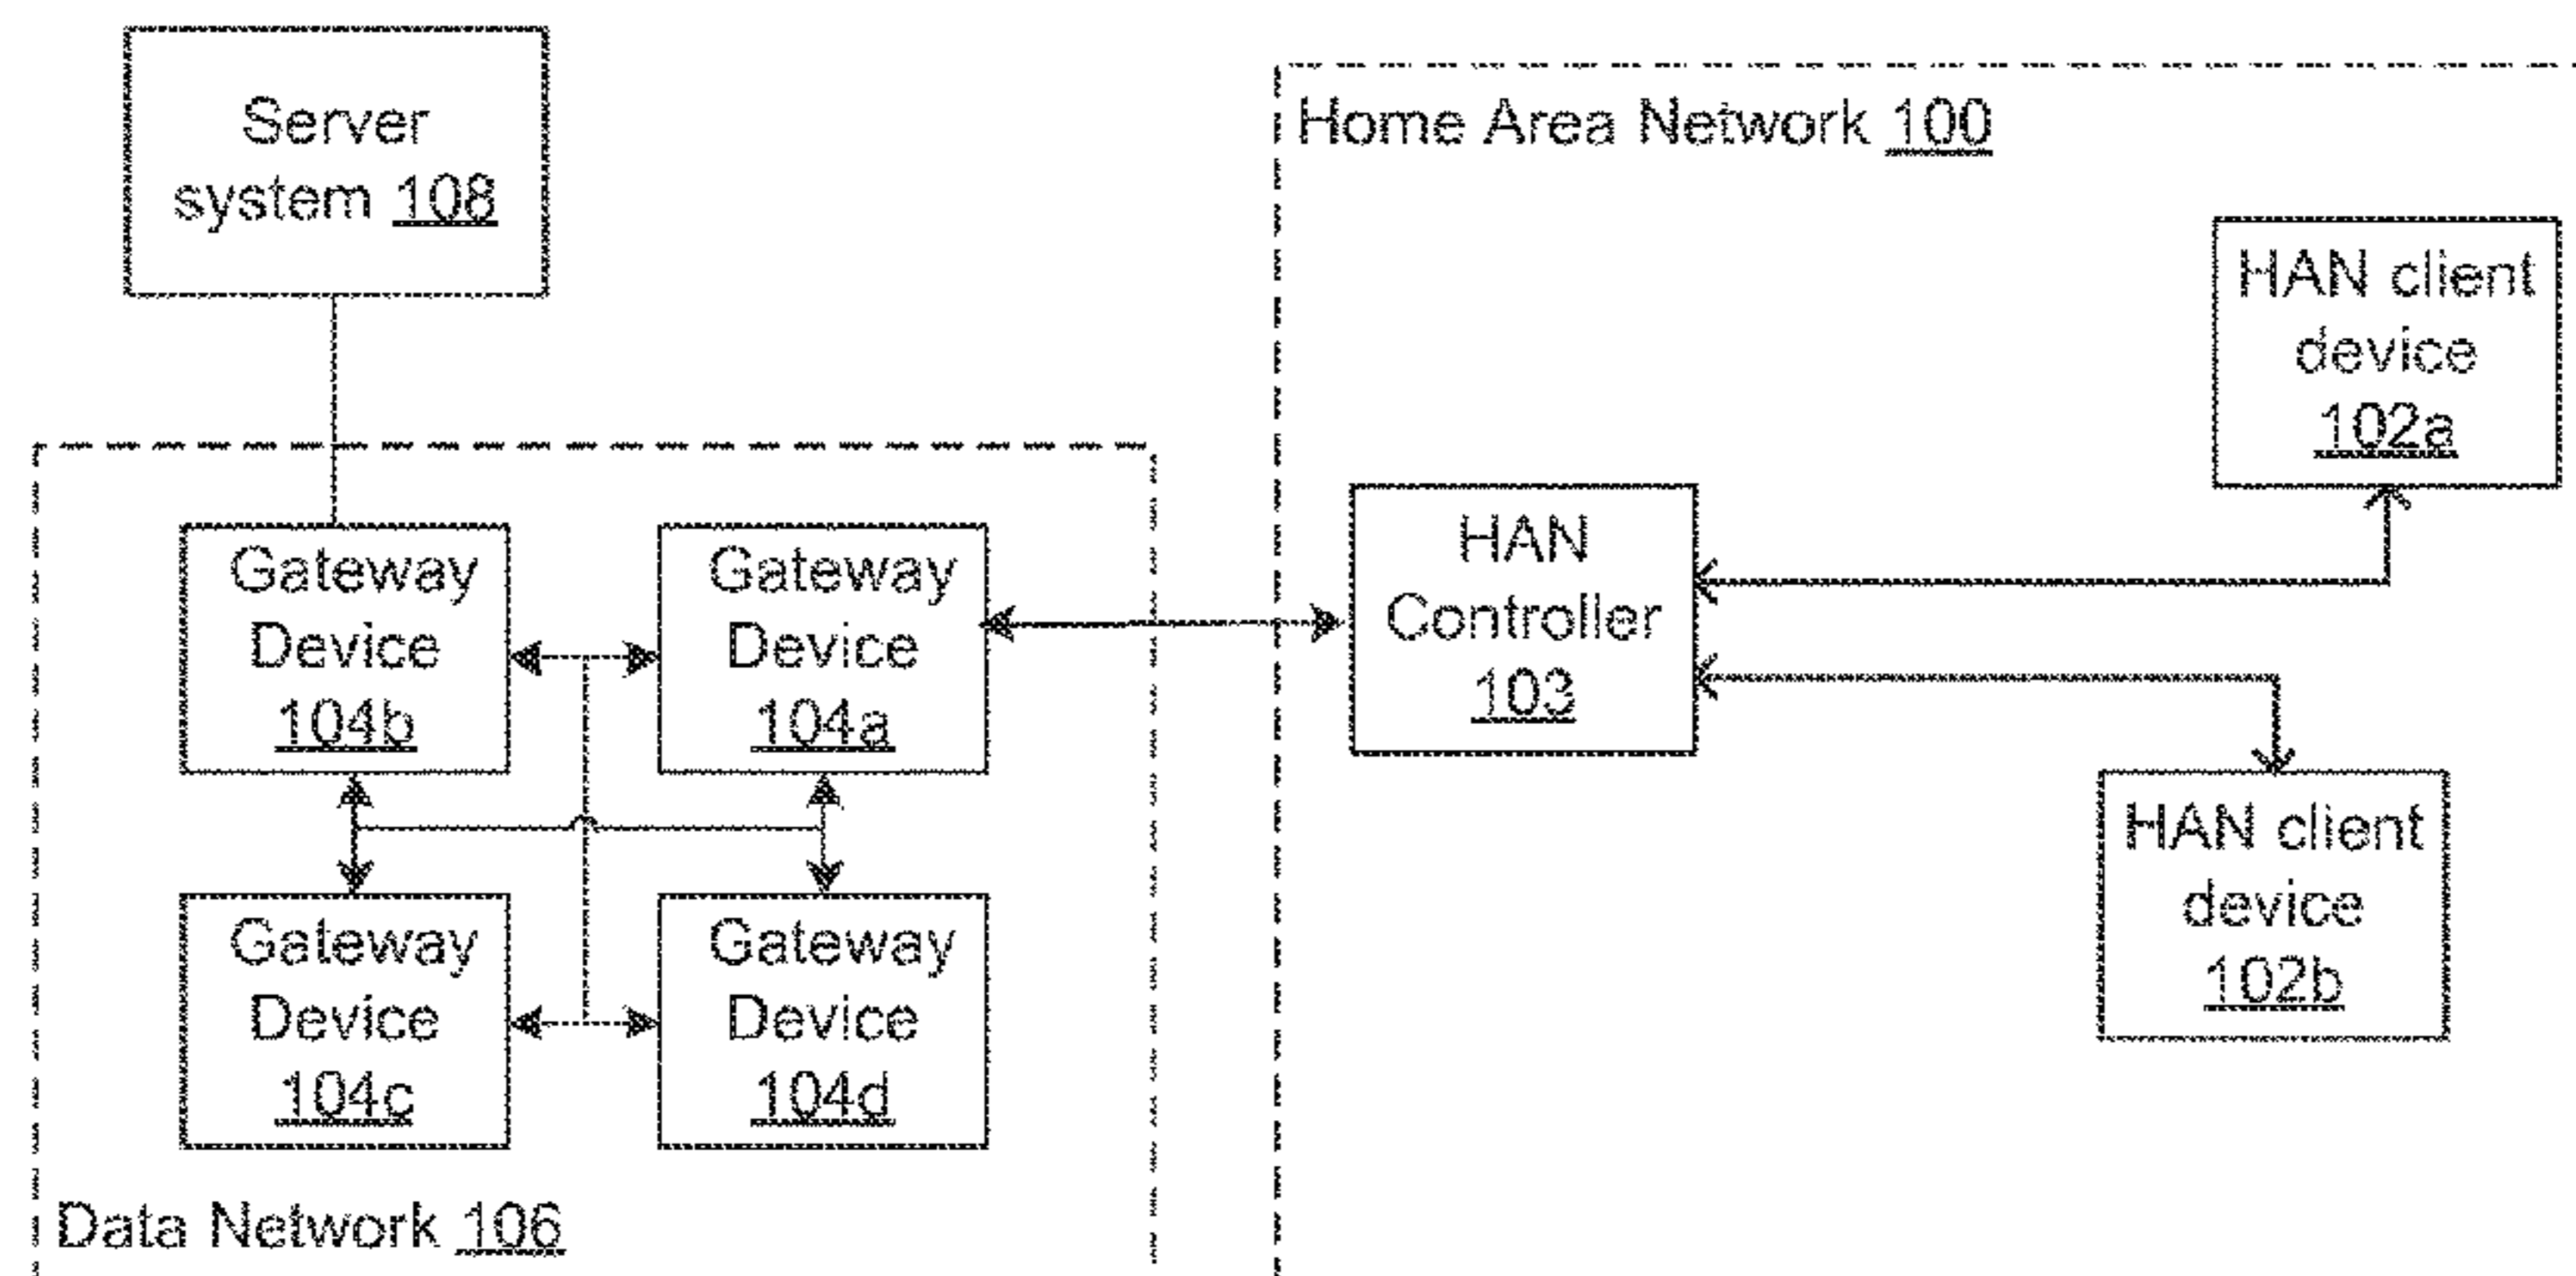 Server
system 108
Home Area Network 100
HAN client
device
102a
Gateway
Device
104b
Gateway
Device
104a
HAN
Controller
103
HAN client
device
102b
Gateway
Device
104c
Gateway
Device
104d
Data Network 106